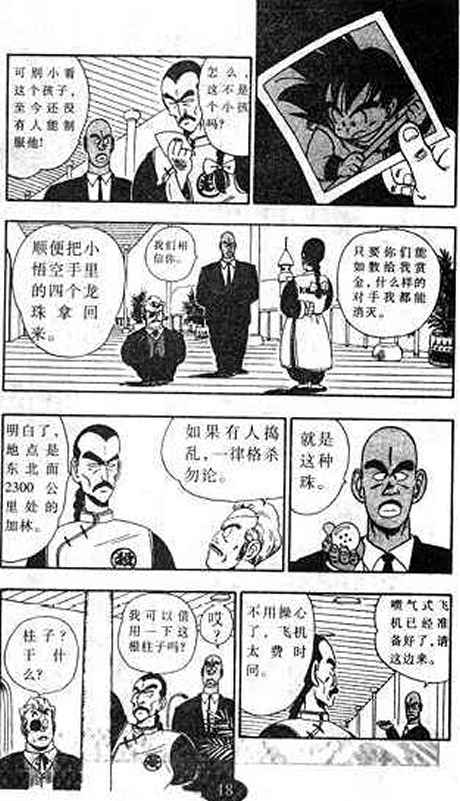 怎么，
这不是
个小孩
吗？
可别小看
这个孩子，
至今还没
有人能制
服他！
只要你们能
如数给我赏
金，什么样的
对手我都能
消灭。
我们相
信你。
顺便把小
悟空手里
的四个龙
珠拿回
来。
就是
这种
珠。
如果有人捣
乱，一律格杀
勿论。
明白了，
地点是
东北面
2300 公
里处的
加林。
喷气式飞
机已经准
备好了，请
这边来。
不用操心
了，飞机
太费时
间。
哎？
我可以借
用一下这
根柱子吗？
柱子？
干什
么？